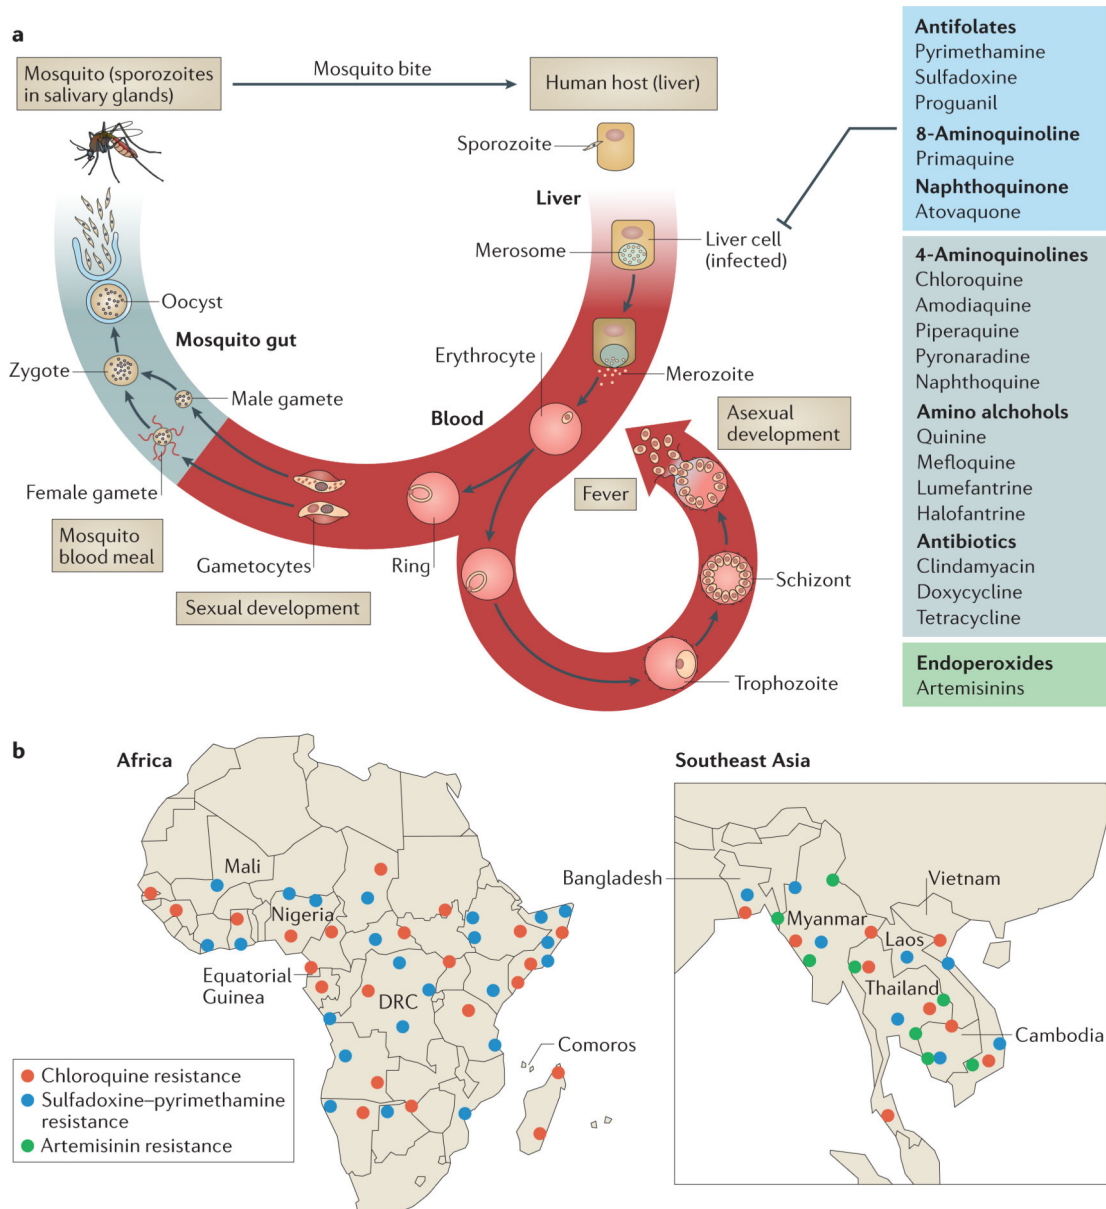 a
Mosquito (sporozoites
in salivary glands)
Mosquito bite
Human host (liver)
Sporozoite
Liver
Merosome
Liver cell
(infected)
Oocyst
Mosquito gut
Zygote
Male gamete
Female gamete
Mosquito
blood meal
Erythrocyte
Merozoite
Blood
Asexual
development
Fever
Gametocytes
Ring
Sexual development
Schizont
Trophozoite
Antifolates
Pyrimethamine
Sulfadoxine
Proguanil
8-Aminoquinoline
Primaquine
Naphthoquinone
Atovaquone
4-Aminoquinolines
Chloroquine
Amodiaquine
Piperaquine
Pyronaradine
Naphthoquine
Amino alchohols
Quinine
Mefloquine
Lumefantrine
Halofantrine
Antibiotics
Clindamyacin
Doxycycline
Tetracycline
Endoperoxides
Artemisinins
b
Africa
Mali
Nigeria
Equatorial
Guinea
DRC
Comoros
Chloroquine resistance
Sulfadoxine–pyrimethamine
resistance
Artemisinin resistance
Southeast Asia
Bangladesh
Vietnam
Myanmar
Laos
Thailand
Cambodia